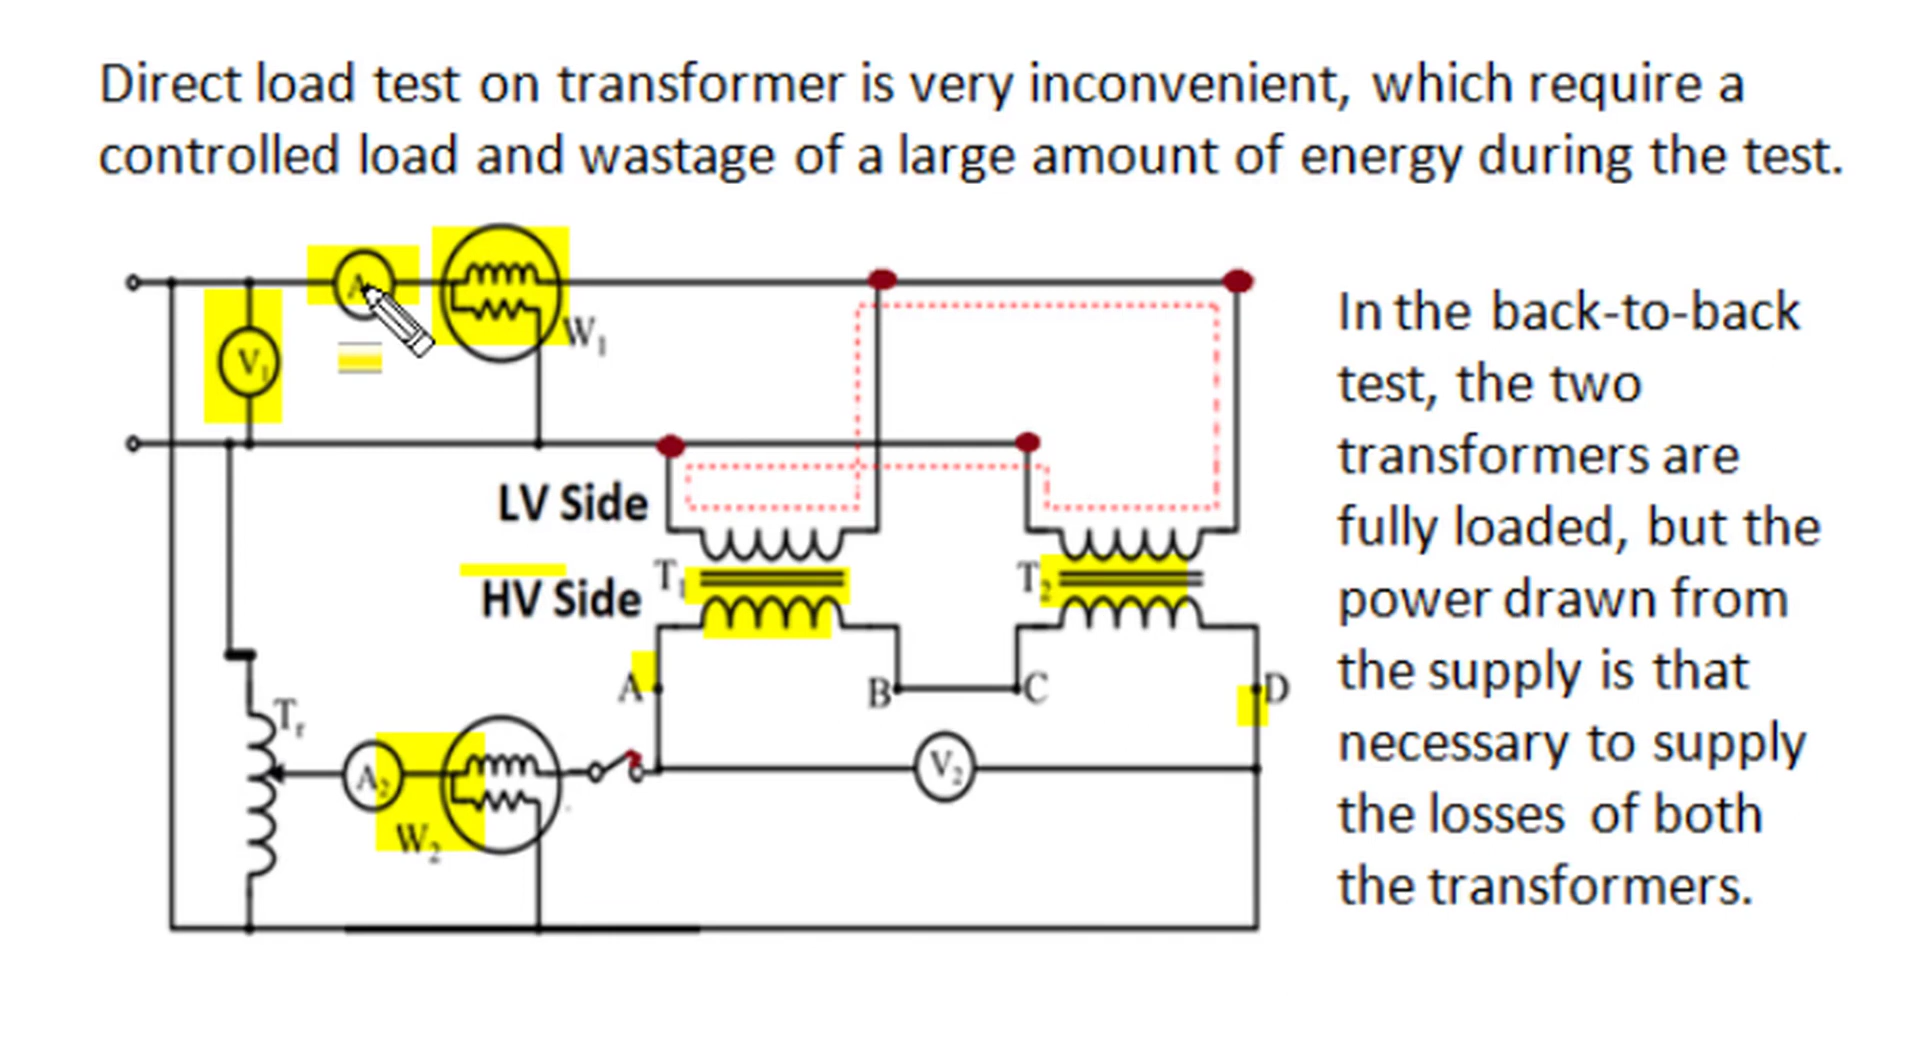 Direct load test on transformer is very inconvenient, which require a
controlled load and wastage of a large amount of energy during the test.
A
W1
V1
In the back-to-back
test, the two
transformers are
fully loaded, but the
power drawn from
the supply is that
necessary to supply
the losses of both
the transformers.
LV Side
HV Side
T1
T2
A
B
C
D
Tr
A2
W2
V2